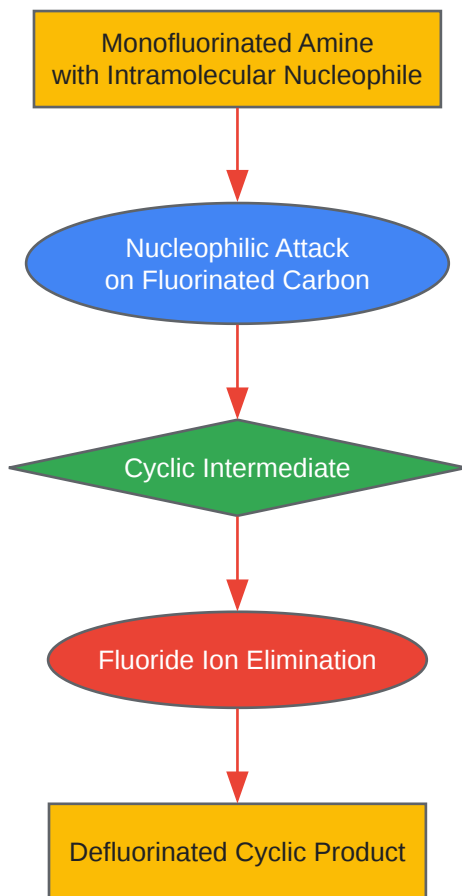 Monofluorinated Amine
with Intramolecular Nucleophile
Nucleophilic Attack
on Fluorinated Carbon
Cyclic Intermediate
Fluoride Ion Elimination
Defluorinated Cyclic Product